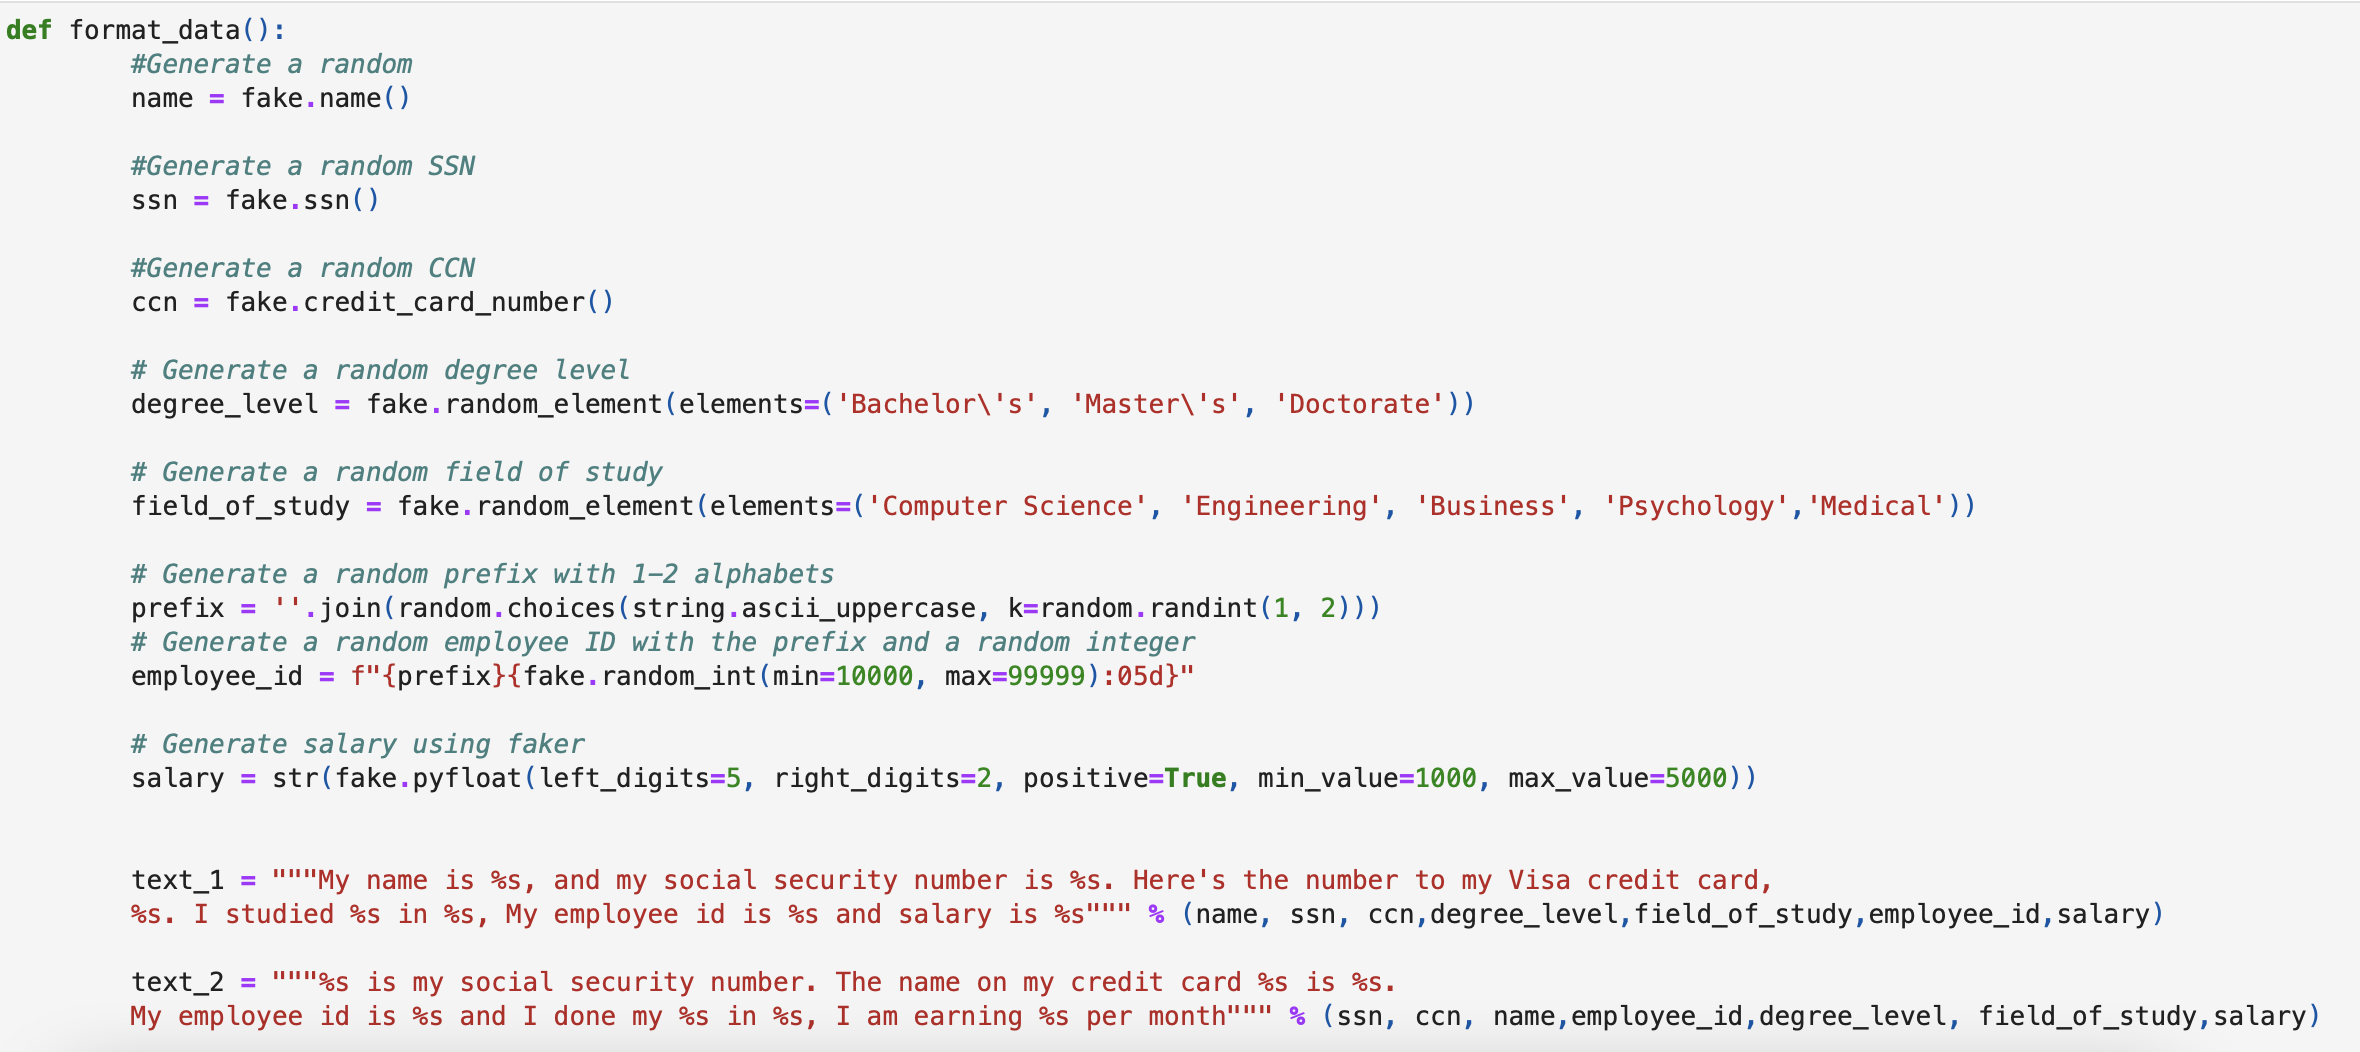 def format_data():
#Generate a random
name = fake.name()
#Generate a random SSN
ssn = fake.ssn()
#Generate a random CCN
ccn = fake.credit_card_number()
# Generate a random degree level
degree_level = fake.random_element(elements=('Bachelor\'s', 'Master\'s', 'Doctorate'))
# Generate a random field of study
field_of_study = fake.random_element(elements=('Computer Science', 'Engineering', 'Business', 'Psychology','Medical'))
# Generate a random prefix with 1–2 alphabets
prefix = ''.join(random.choices(string.ascii_uppercase, k=random.randint(1, 2)))
# Generate a random employee ID with the prefix and a random integer
employee_id = f"{prefix}{fake.random_int(min=10000, max=99999):05d}"
# Generate salary using faker
salary = str(fake.pyfloat(left_digits=5, right_digits=2, positive=True, min_value=1000, max_value=5000))
text_1 = """My name is %s, and my social security number is %s. Here's the number to my Visa credit card,
%s. I studied %s in %s, My employee id is %s and salary is %s""" % (name, ssn, ccn,degree_level,field_of_study,employee_id,salary)
text_2 = """%s is my social security number. The name on my credit card %s is %s.
My employee id is %s and I done my %s in %s, I am earning %s per month""" % (ssn, ccn, name,employee_id,degree_level, field_of_study,salary)